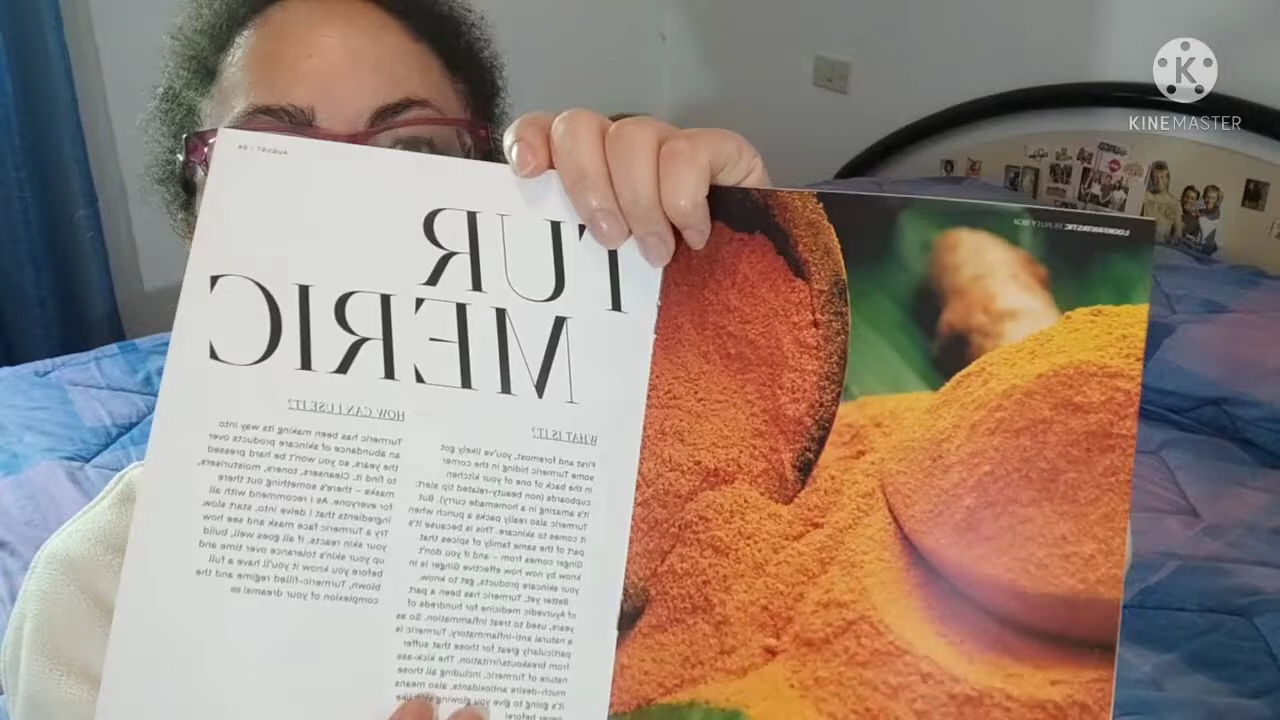 KINEMASTER
AUGUST | 09
LOOKFANTASTIC BEAUTY BOX
TUR
MERIC
WHAT IS IT?
First and foremost, you've likely got
some Turmeric hiding in the corner
in the back of one of your kitchen
cupboards (non beauty-related tip alert:
it's amazing in a homemade curry). But
Turmeric also really packs a punch when
it comes to skincare. This is because it's
part of the same family of spices that
Ginger comes from – and if you don't
know by now how effective Ginger is in
your skincare products, get to know.
Better yet, Turmeric has been a part
of Ayurvedic medicine for hundreds of
years, used to treat inflammation. So as
a natural anti-inflammatory, Turmeric is
particularly great for those that suffer
from breakouts/irritation. The kick-ass
nature of Turmeric, including all those
much-desire antioxidants, also means
it's going to give you glowing skin like
never before!
HOW CAN I USE IT?
Turmeric has been making its way into
an abundance of skincare products over
the years, so you won't be hard pressed
to find it. Cleansers, toners, moisturisers,
masks – there's something out there
for everyone. As I recommend with all
ingredients that I delve into, start slow.
Try a Turmeric face mask and see how
your skin reacts. If all goes well, build
up your skin's tolerance over time and
before you know it you'll have a full
blown, Turmeric-filled regime and the
complexion of your dreams!